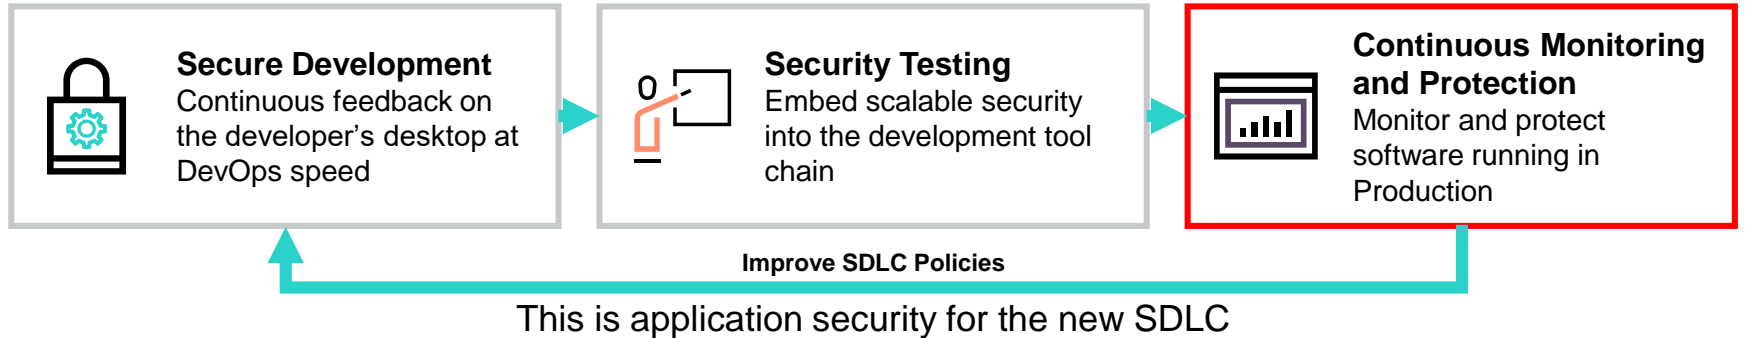 Secure Development
Continuous feedback on
the developer’s desktop at
DevOps speed
Security Testing
Embed scalable security
into the development tool
chain
Continuous Monitoring
and Protection
Monitor and protect
software running in
Production
Improve SDLC Policies
This is application security for the new SDLC